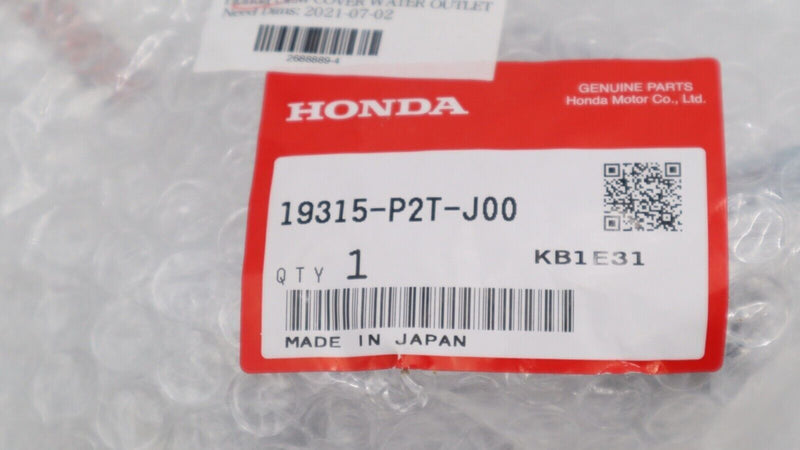 COVER WATER OUTLET
Need Dims: 2021-07-02
2688889-4
HONDA
GENUINE PARTS
Honda Motor Co., Ltd.
19315-P2T-J00
KB1E31
QTY 1
MADE IN JAPAN